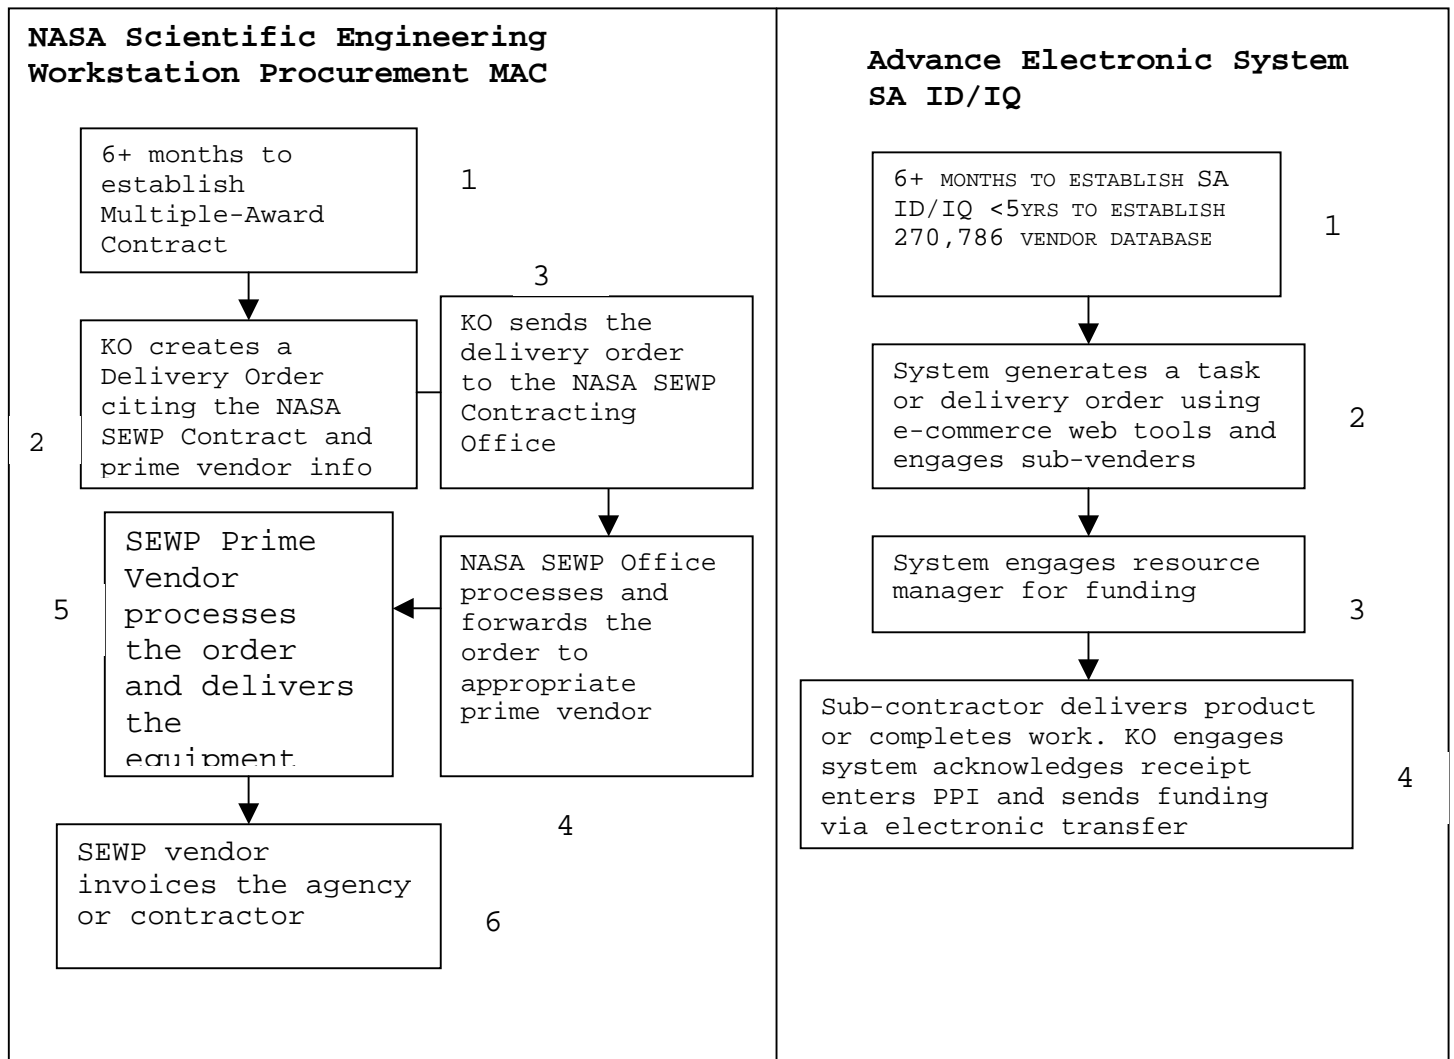 NASA Scientific Engineering
Workstation Procurement MAC
6+ months to
establish
Multiple-Award
Contract
1
KO creates a
Delivery Order
citing the NASA
SEWP Contract and
prime vendor info
2
3
KO sends the
delivery order
to the NASA SEWP
Contracting
Office
NASA SEWP Office
processes and
forwards the
order to
appropriate
prime vendor
4
SEWP Prime
Vendor
processes
the order
and delivers
the
equipment
5
SEWP vendor
invoices the agency
or contractor
6
Advance Electronic System
SA ID/IQ
6+ MONTHS TO ESTABLISH SA
ID/IQ <5YRS TO ESTABLISH
270,786 VENDOR DATABASE
1
System generates a task
or delivery order using
e-commerce web tools and
engages sub-venders
2
System engages resource
manager for funding
3
Sub-contractor delivers product
or completes work. KO engages
system acknowledges receipt
enters PPI and sends funding
via electronic transfer
4